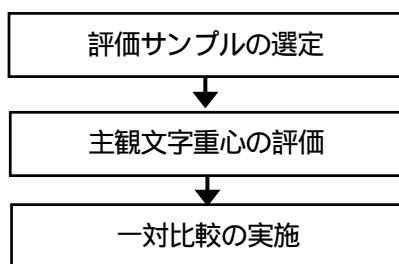 評価サンプルの選定
主観文字重心の評価
一対比較の実施